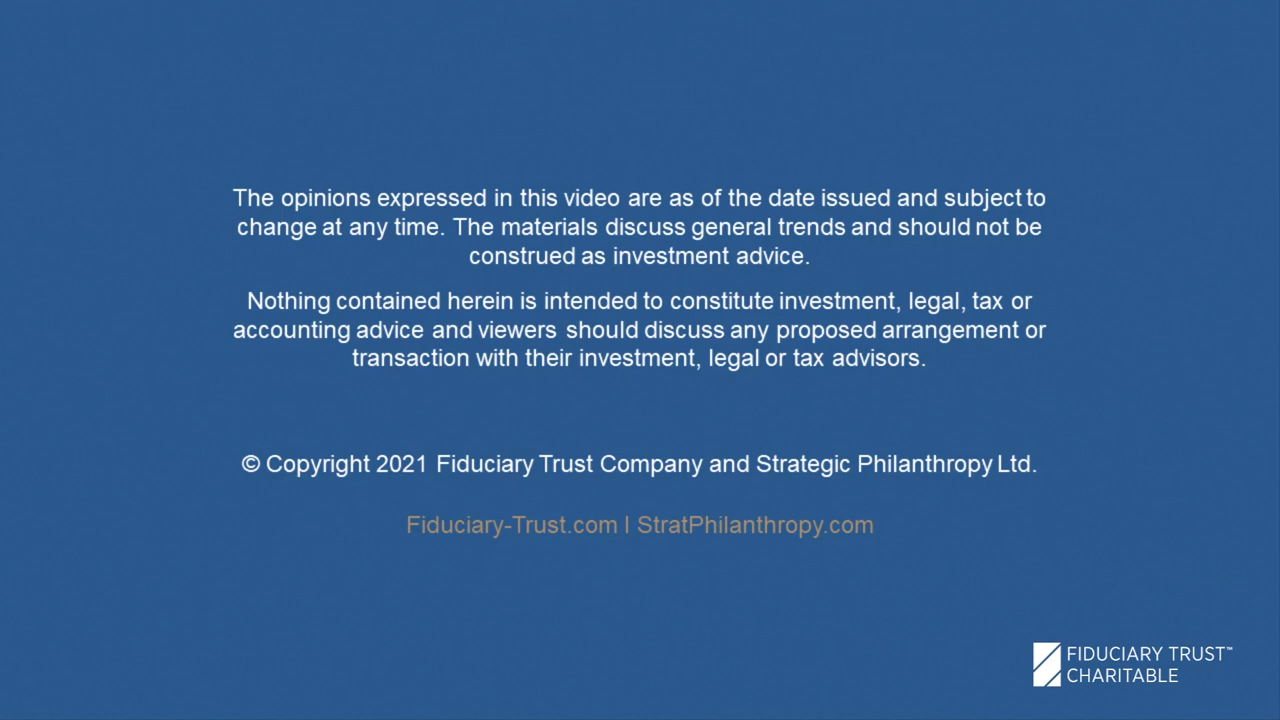 The opinions expressed in this video are as of the date issued and subject to
change at any time. The materials discuss general trends and should not be
construed as investment advice.
Nothing contained herein is intended to constitute investment, legal, tax or
accounting advice and viewers should discuss any proposed arrangement or
transaction with their investment, legal or tax advisors.
© Copyright 2021 Fiduciary Trust Company and Strategic Philanthropy Ltd.
Fiduciary-Trust.com | StratPhilanthropy.com
FIDUCIARY TRUST™
CHARITABLE